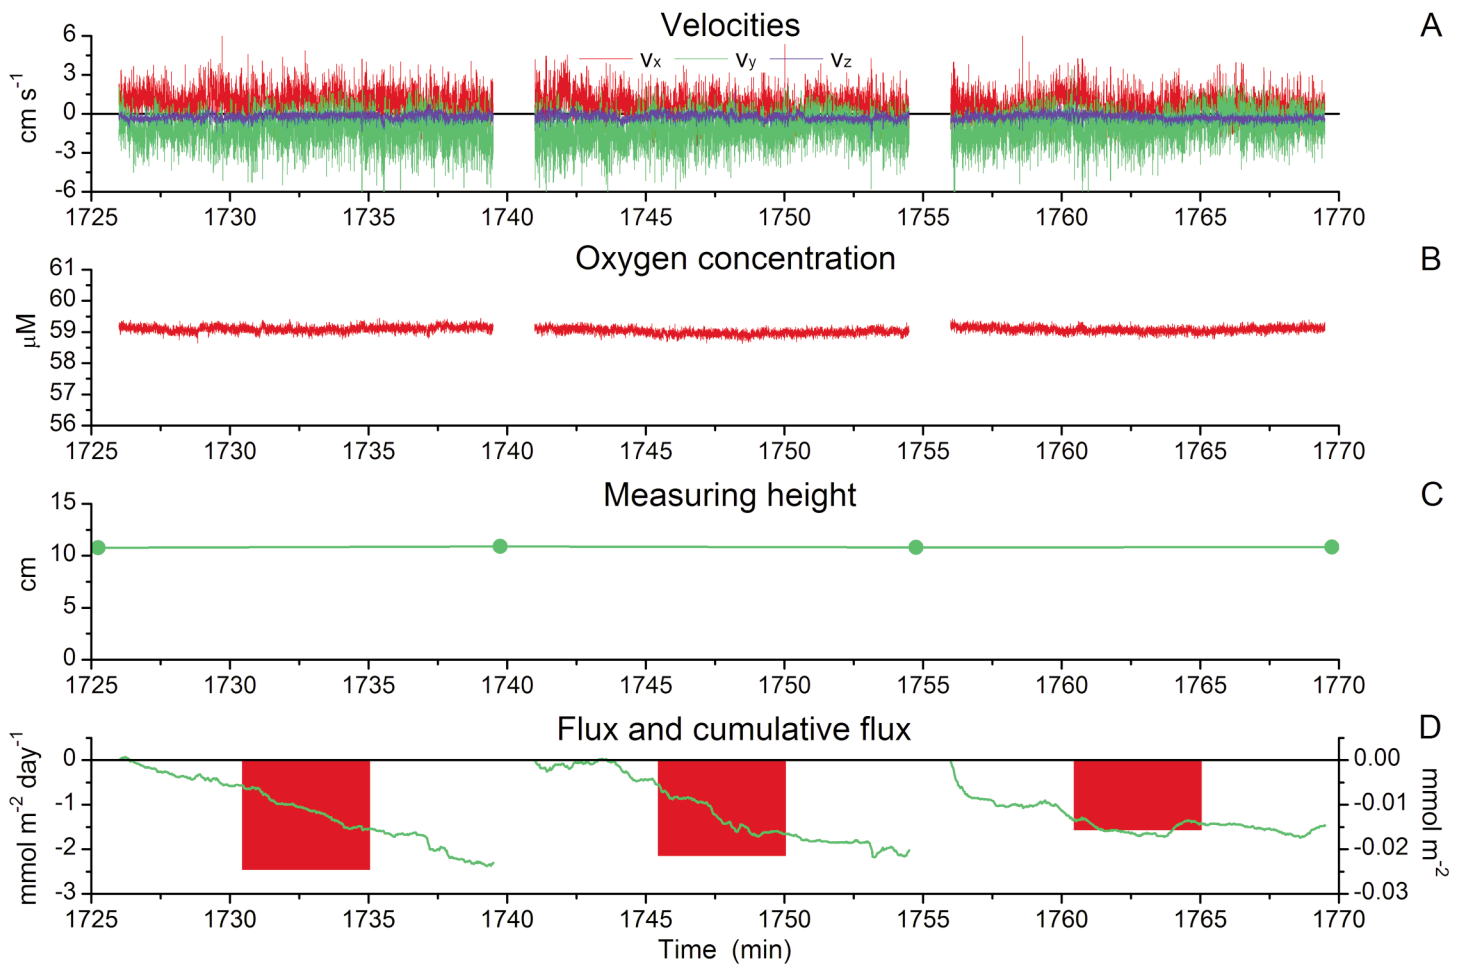 Velocities A
6
3
0
-3
-6
cm s-1
vx vy vz
1725 1730 1735 1740 1745 1750 1755 1760 1765 1770
Oxygen concentration B
61
60
59
58
57
56
μM
1725 1730 1735 1740 1745 1750 1755 1760 1765 1770
Measuring height C
15
10
5
0
cm
1725 1730 1735 1740 1745 1750 1755 1760 1765 1770
Flux and cumulative flux D
0
-1
-2
-3
mmol m-2 day-1
0.00
-0.01
-0.02
-0.03
mmol m-2
1725 1730 1735 1740 1745 1750 1755 1760 1765 1770
Time (min)